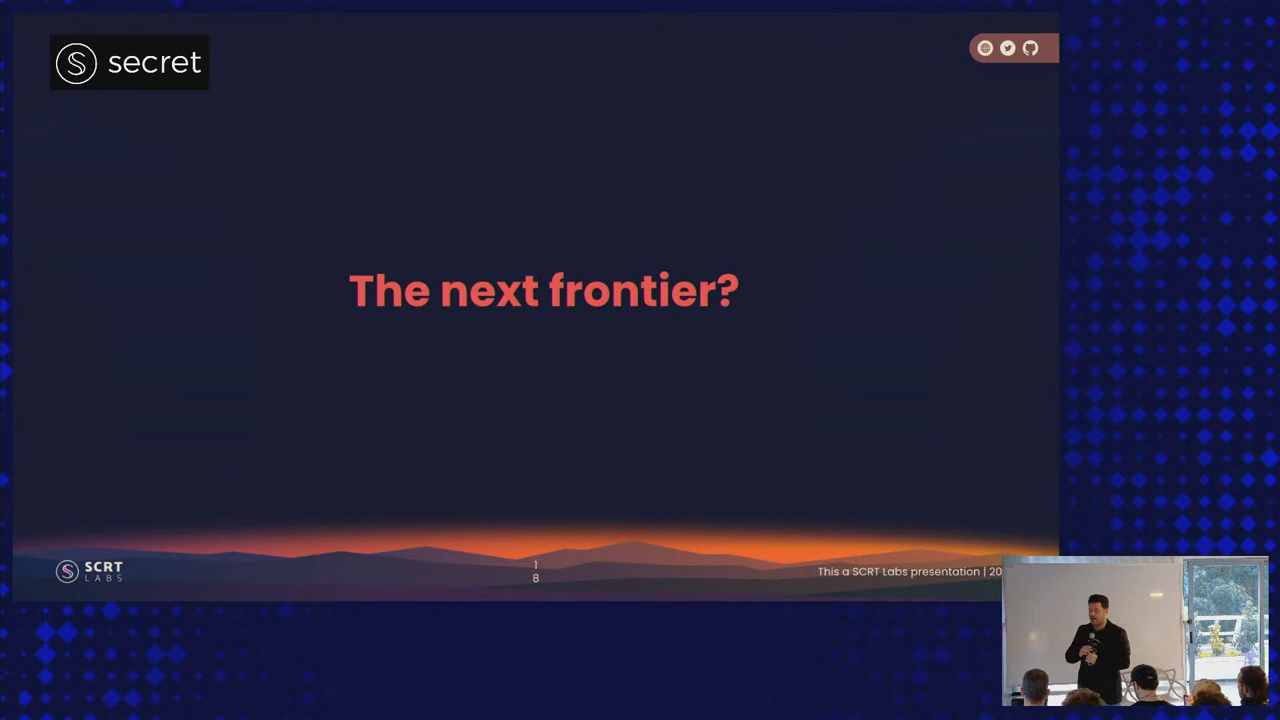 secret
The next frontier?
SCRT
LABS
1
8
This a SCRT Labs presentation | 20